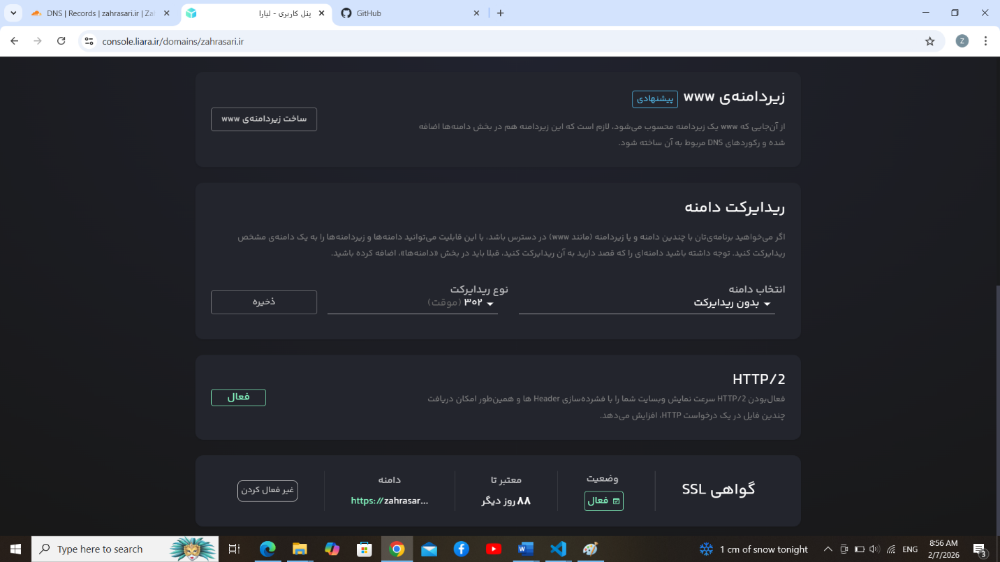 DNS | Records | zahrasari.ir | Za
پنل کاربری - لیارا
GitHub
console.liara.ir/domains/zahrasari.ir
Z
زیردامنه‌ی www
پیشنهادی
از آن‌جایی که www یک زیردامنه محسوب می‌شود، لازم است که این زیردامنه هم در بخش دامنه‌ها اضافه
شده و رکوردهای DNS مربوط به آن ساخته شود.
ساخت زیردامنه‌ی www
ریدایرکت دامنه
اگر می‌خواهید برنامه‌ی‌تان با چندین دامنه و یا زیردامنه (مانند www) در دسترس باشد، با این قابلیت می‌توانید دامنه‌ها و زیردامنه‌ها را به یک دامنه‌ی مشخص
ریدایرکت کنید. توجه داشته باشید دامنه‌ای را که قصد دارید به آن ریدایرکت کنید، قبلا باید در بخش «دامنه‌ها»، اضافه کرده باشید.
انتخاب دامنه
بدون ریدایرکت
نوع ریدایرکت
۳۰۲ (موقت)
ذخیره
HTTP/2
فعال‌بودن HTTP/2 سرعت نمایش وبسایت شما را با فشرده‌سازی Header ها و همین‌طور امکان دریافت
چندین فایل در یک درخواست HTTP، افزایش می‌دهد.
فعال
گواهی SSL
وضعیت
فعال
معتبر تا
۸۸ روز دیگر
دامنه
https://zahrasar...
غیر فعال کردن
Type here to search
1 cm of snow tonight
ENG
8:56 AM
2/7/2026
3